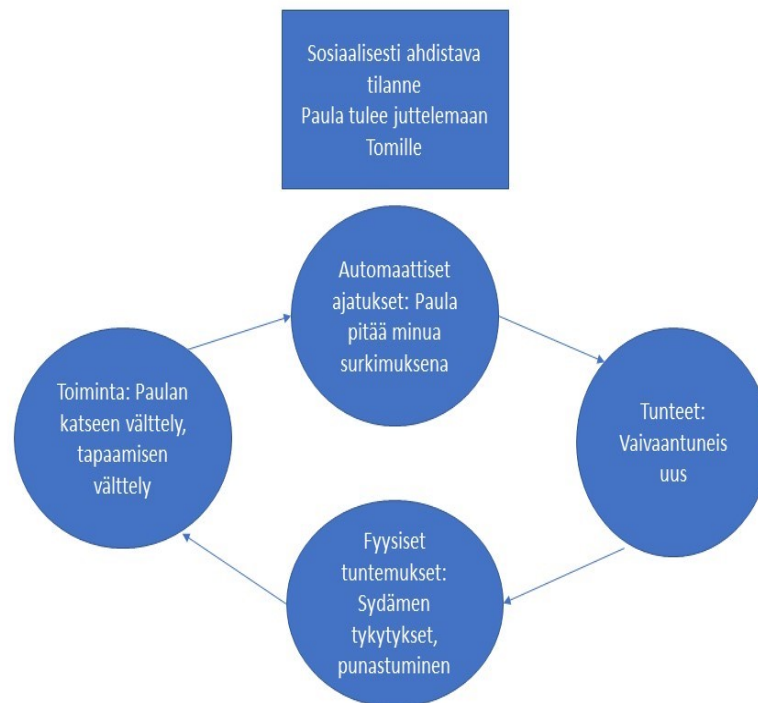 Sosiaalisesti ahdistava
tilanne
Paula tulee juttelemaan
Tomille
Automaattiset
ajatukset: Paula
pitää minua
surkimuksena
Tunteet:
Vaivaantuneis
uus
Fyysiset
tuntemukset:
Sydämen
tykytykset,
punastuminen
Toiminta: Paulan
katseen välttely,
tapaamisen
välttely